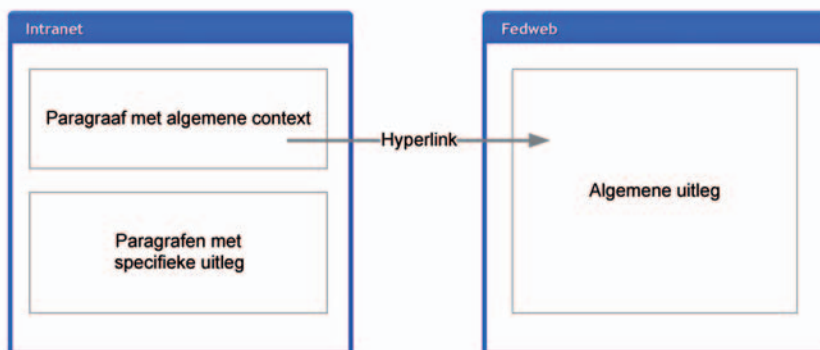 Intranet
Paragraaf met algemene context
Paragrafen met
specifieke uitleg
Hyperlink
Fedweb
Algemene uitleg